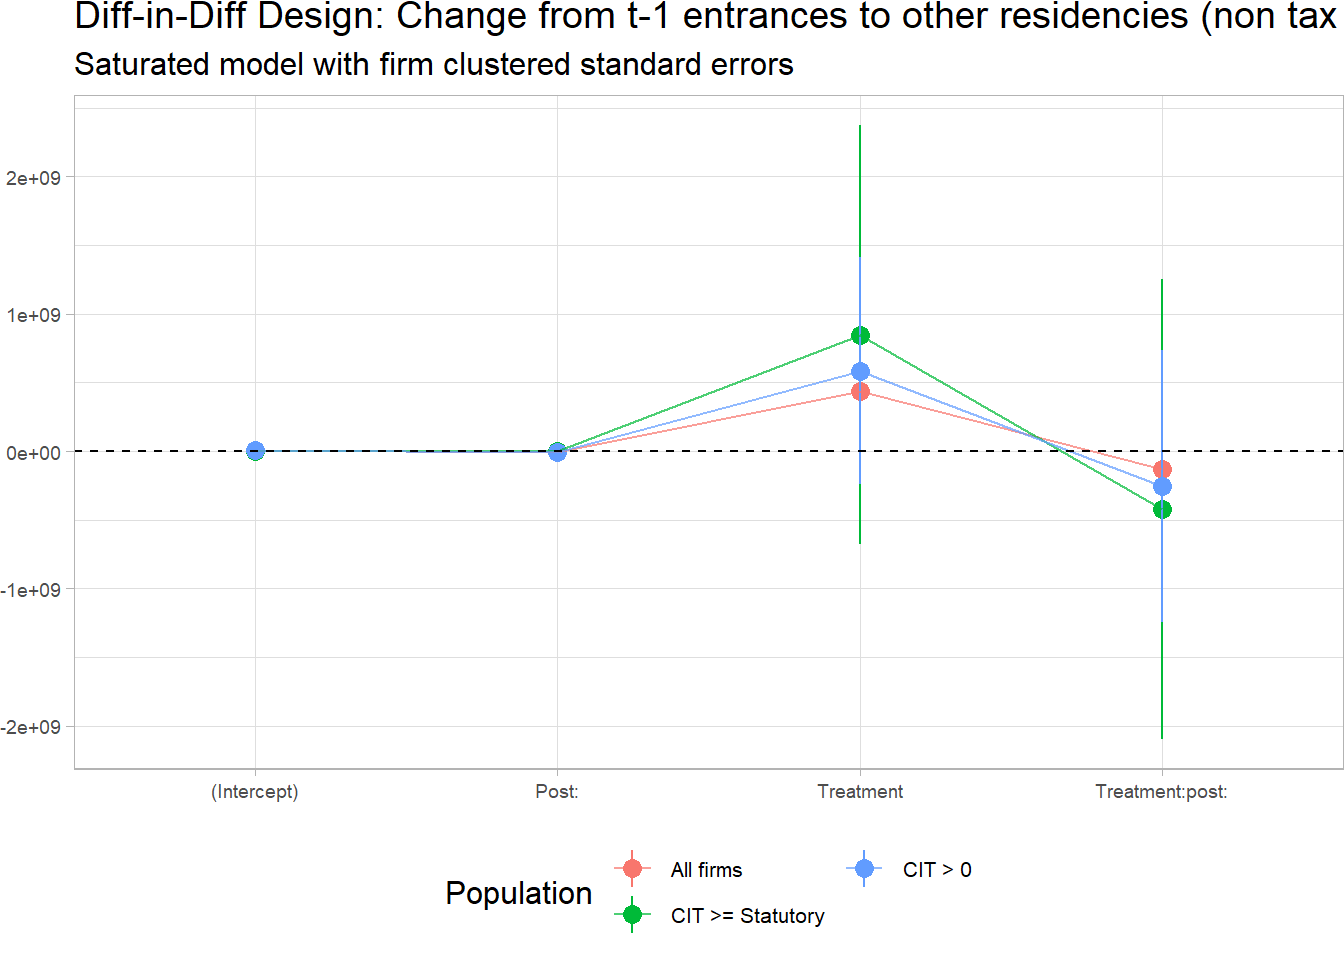 Diff-in-Diff Design: Change from t-1 entrances to other residencies (non tax
Saturated model with firm clustered standard errors
2e+09
1e+09
0e+00
-1e+09
-2e+09
(Intercept) Post: Treatment Treatment:post:
Population
All firms CIT > 0
CIT >= Statutory